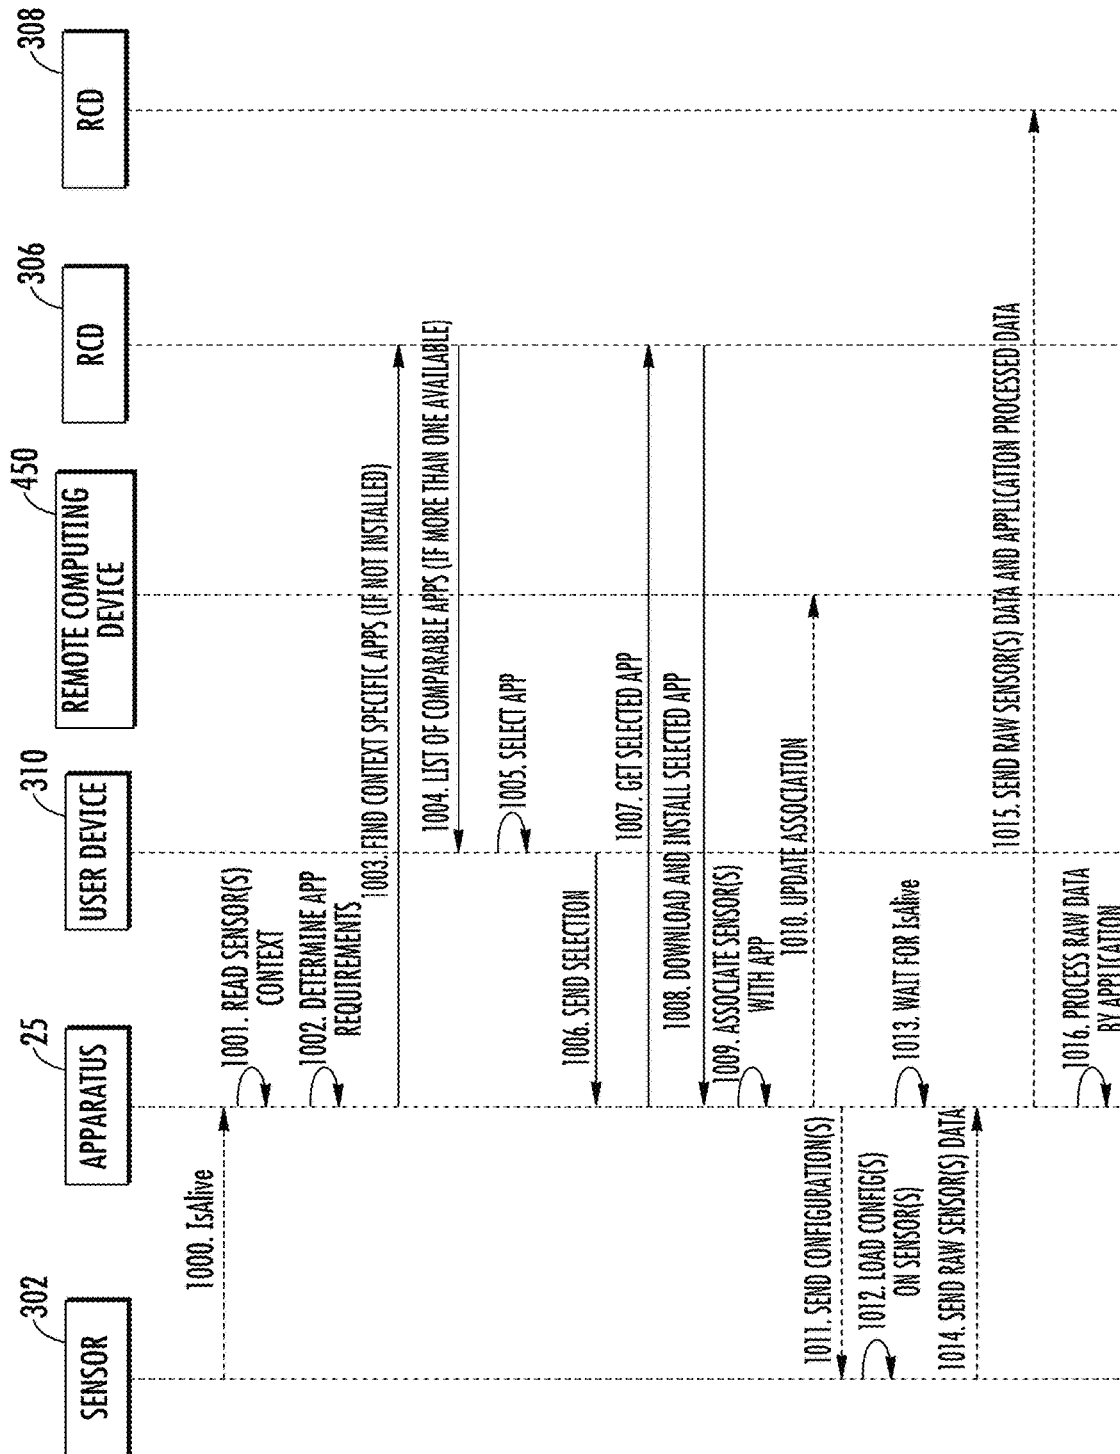 302
SENSOR
25
APPARATUS
310
USER DEVICE
450
REMOTE COMPUTING
DEVICE
306
RCD
308
RCD
1000. IsAlive
1001. READ SENSOR(S)
CONTEXT
1002. DETERMINE APP
REQUIREMENTS
1003. FIND CONTEXT SPECIFIC APPS (IF NOT INSTALLED)
1004. LIST OF COMPARABLE APPS (IF MORE THAN ONE AVAILABLE)
1005. SELECT APP
1006. SEND SELECTION
1007. GET SELECTED APP
1008. DOWNLOAD AND INSTALL SELECTED APP
1009. ASSOCIATE SENSOR(S)
WITH APP
1010. UPDATE ASSOCIATION
1011. SEND CONFIGURATION(S)
1012. LOAD CONFIG(S)
ON SENSOR(S)
1013. WAIT FOR IsAlive
1014. SEND RAW SENSOR(S) DATA
1015. SEND RAW SENSOR(S) DATA AND APPLICATION PROCESSED DATA
1016. PROCESS RAW DATA
BY APPLICATION